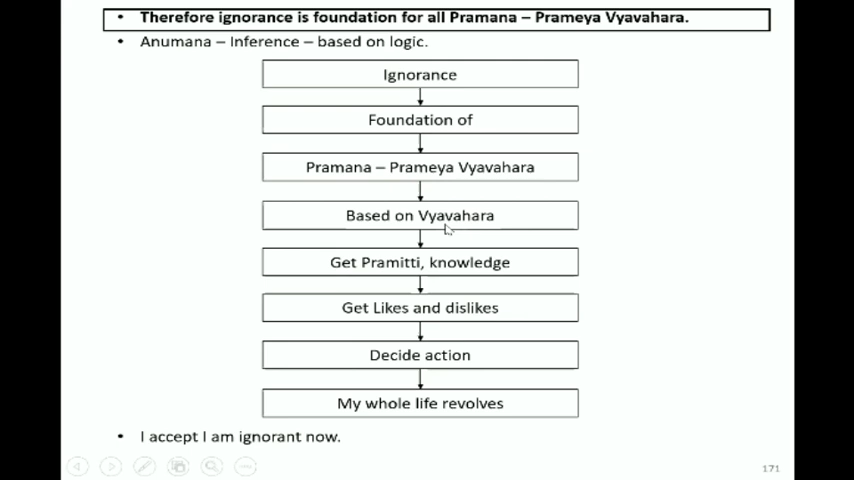 • Therefore ignorance is foundation for all Pramana – Prameya Vyavahara.
• Anumana – Inference – based on logic.
Ignorance
Foundation of
Pramana – Prameya Vyavahara
Based on Vyavahara
Get Pramitti, knowledge
Get Likes and dislikes
Decide action
My whole life revolves
• I accept I am ignorant now.
171